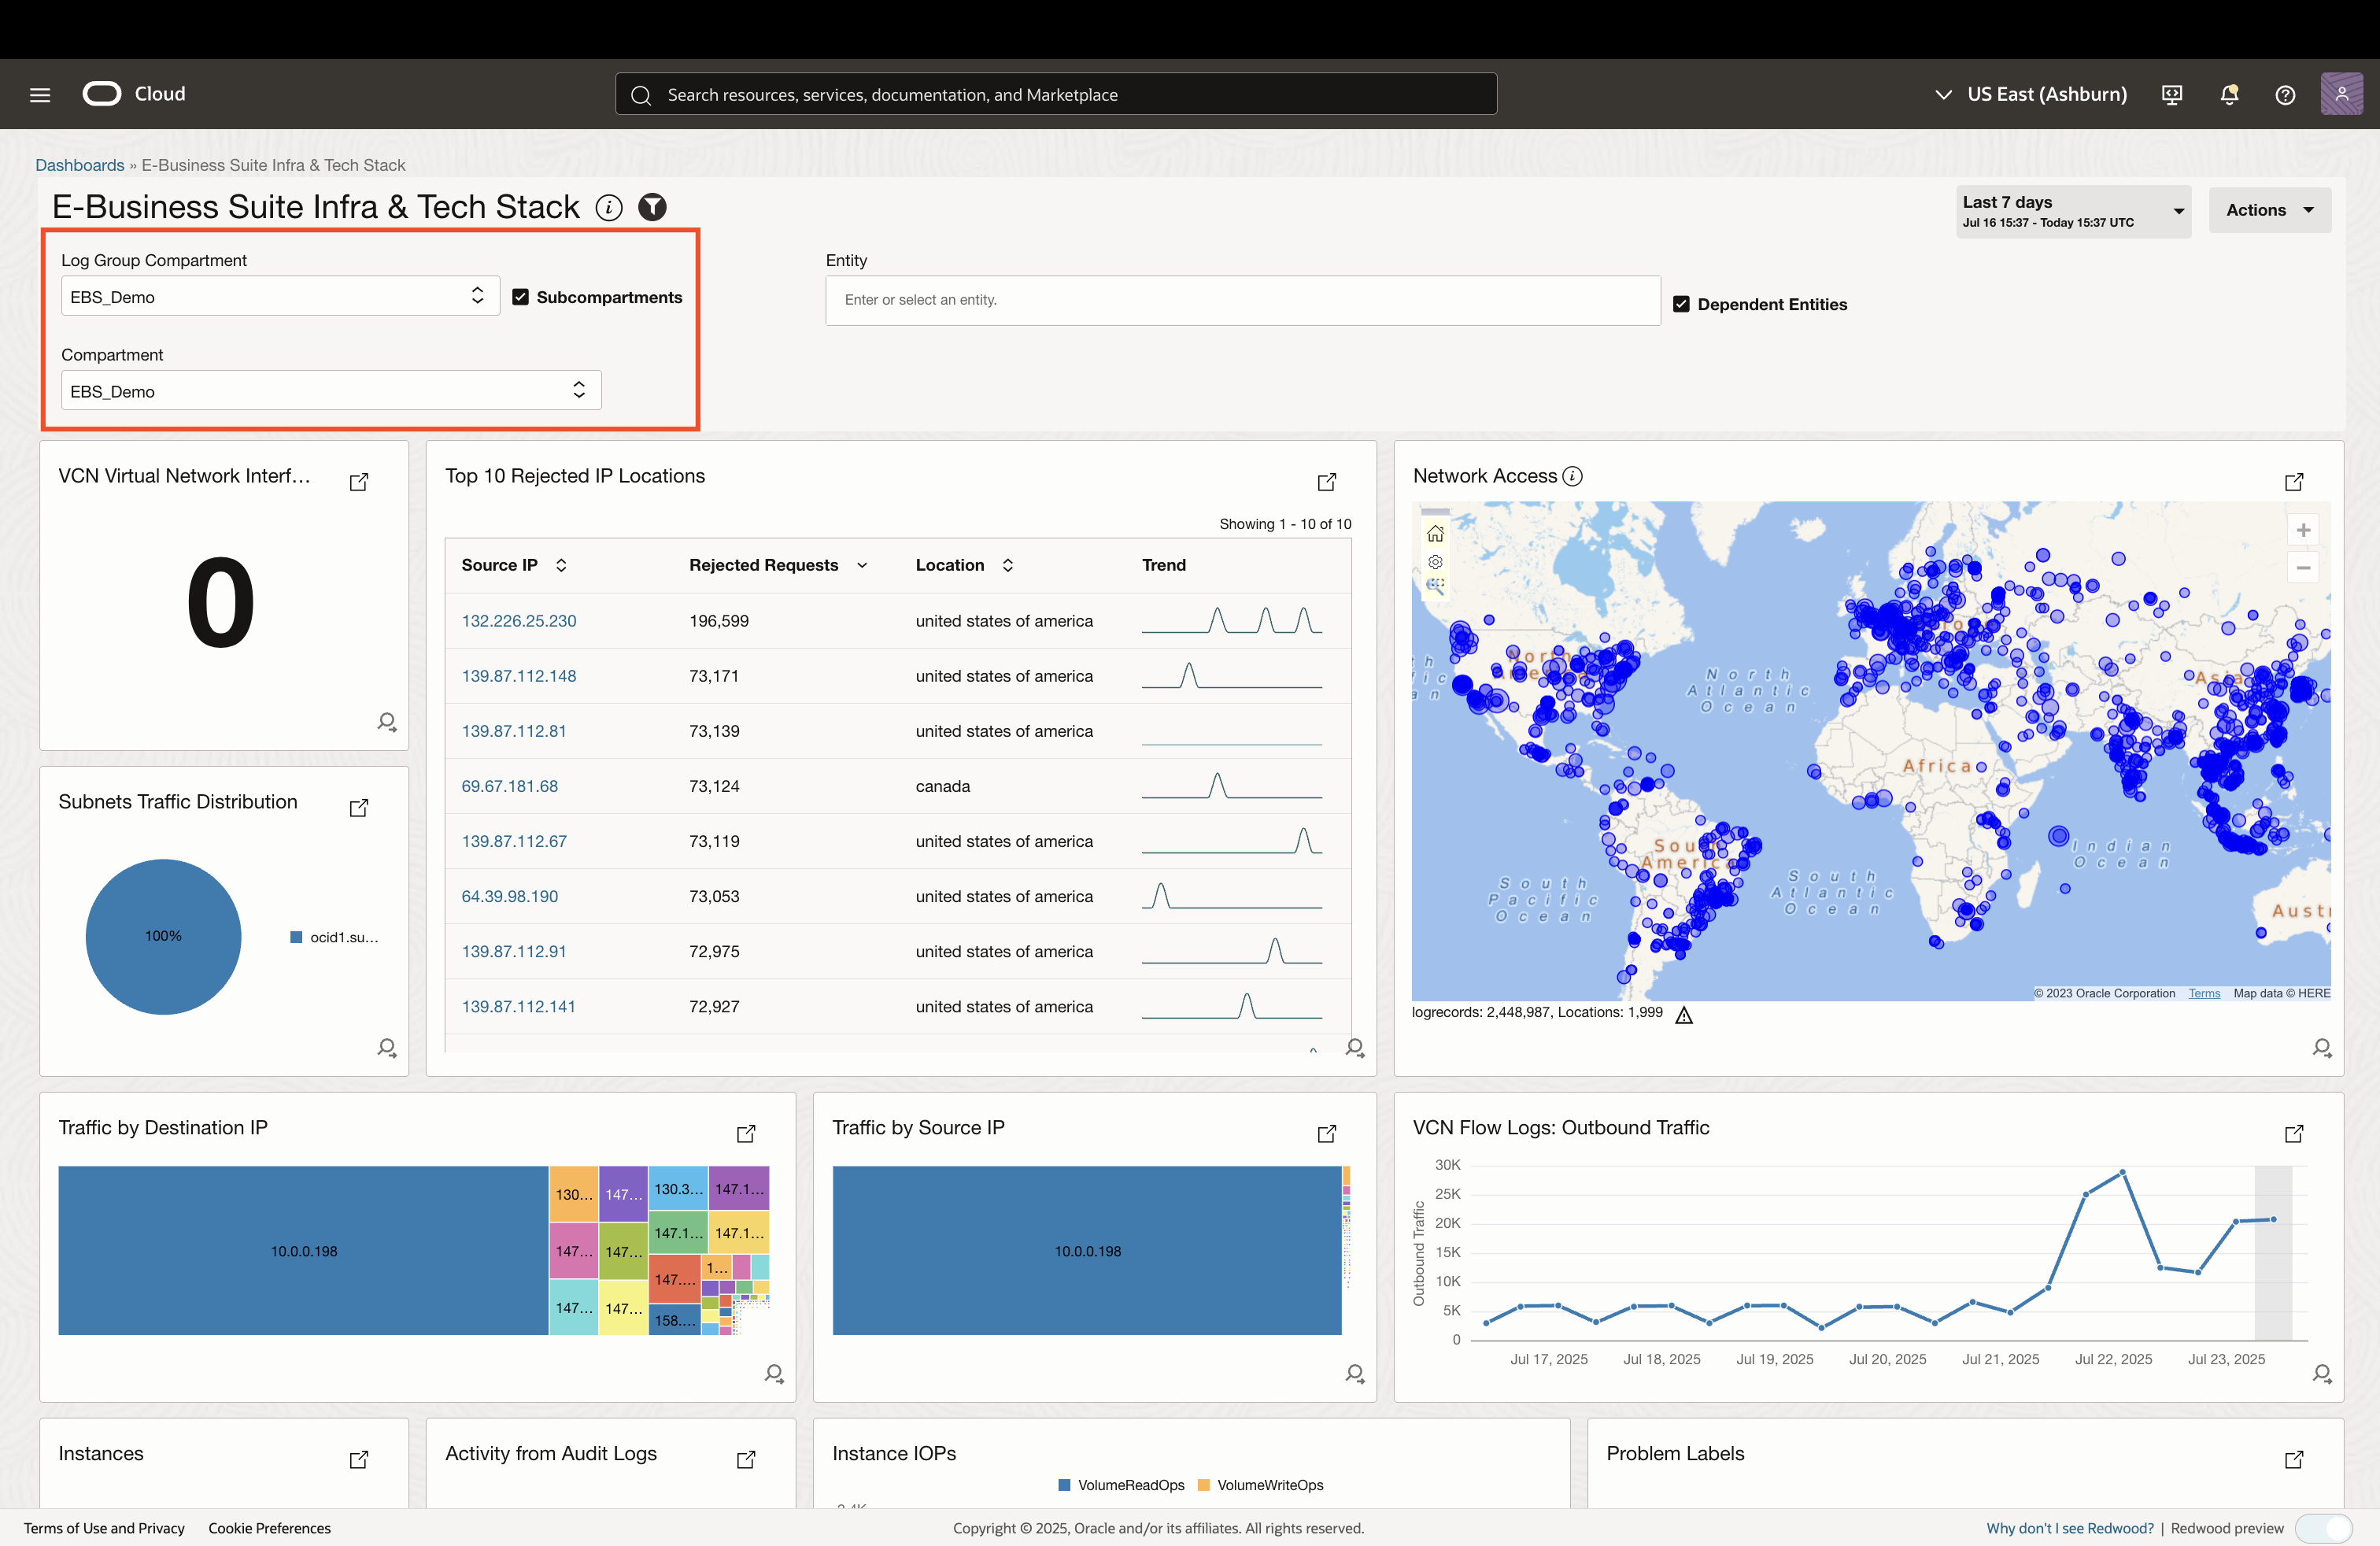 Cloud
Search resources, services, documentation, and Marketplace
US East (Ashburn)
Dashboards » E-Business Suite Infra & Tech Stack
E-Business Suite Infra & Tech Stack
Last 7 days
Jul 16 15:37 - Today 15:37 UTC
Actions
Log Group Compartment
EBS_Demo
Subcompartments
Entity
Enter or select an entity.
Dependent Entities
Compartment
EBS_Demo
VCN Virtual Network Interf...
0
Top 10 Rejected IP Locations
Showing 1 - 10 of 10
Source IP Rejected Requests Location Trend
132.226.25.230 196,599 united states of america
139.87.112.148 73,171 united states of america
139.87.112.81 73,139 united states of america
69.67.181.68 73,124 canada
139.87.112.67 73,119 united states of america
64.39.98.190 73,053 united states of america
139.87.112.91 72,975 united states of america
139.87.112.141 72,927 united states of america
Network Access
North
Atlantic
Ocean
Africa
South
America
South
Pacific
Ocean
South
Atlantic
Ocean
Indian
Ocean
Austr
© 2023 Oracle Corporation Terms Map data © HERE
logrecords: 2,448,987, Locations: 1,999
Subnets Traffic Distribution
100%
ocid1.su...
Traffic by Destination IP
10.0.0.198
130... 147... 130.3... 147.1...
147... 147... 147.1... 147.1...
147... 147... 147.... 1...
158....
Traffic by Source IP
10.0.0.198
VCN Flow Logs: Outbound Traffic
Outbound Traffic
30K
25K
20K
15K
10K
5K
0
Jul 17, 2025 Jul 18, 2025 Jul 19, 2025 Jul 20, 2025 Jul 21, 2025 Jul 22, 2025 Jul 23, 2025
Instances
Activity from Audit Logs
Instance IOPs
VolumeReadOps VolumeWriteOps
Problem Labels
Terms of Use and Privacy Cookie Preferences
Copyright © 2025, Oracle and/or its affiliates. All rights reserved.
Why don't I see Redwood? | Redwood preview